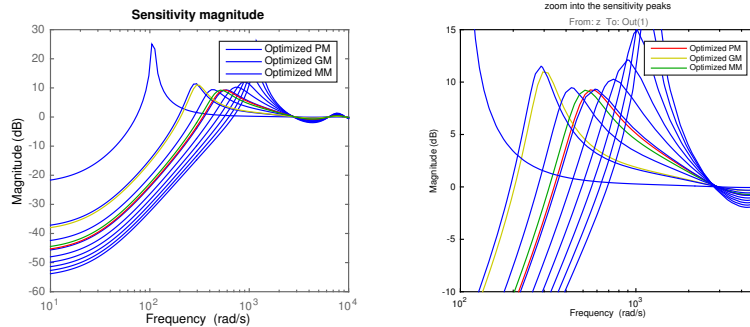 Sensitivity magnitude
30
20
10
0
-10
-20
-30
-40
-50
-60
Magnitude (dB)
Optimized PM
Optimized GM
Optimized MM
10^1
10^2
10^3
10^4
Frequency (rad/s)
zoom into the sensitivity peaks
From: z To: Out(1)
15
10
5
0
-5
-10
Magnitude (dB)
Optimized PM
Optimized GM
Optimized MM
10^2
10^3
Frequency (rad/s)